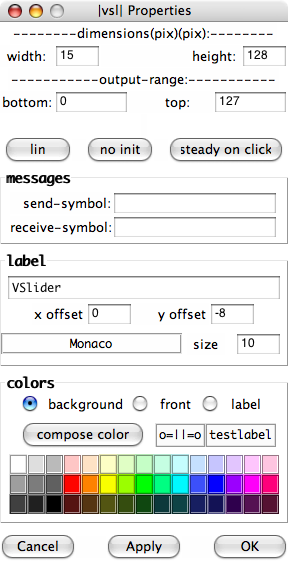 |vsl| Properties
---------dimensions(pix)(pix):---------
width: 15 height: 128
------------output-range:-----------
bottom: 0 top: 127
lin no init steady on click
messages
send-symbol:
receive-symbol:
label
VSlider
x offset 0 y offset -8
Monaco size 10
colors
background front label
compose color o=||=o testlabel
Cancel Apply OK